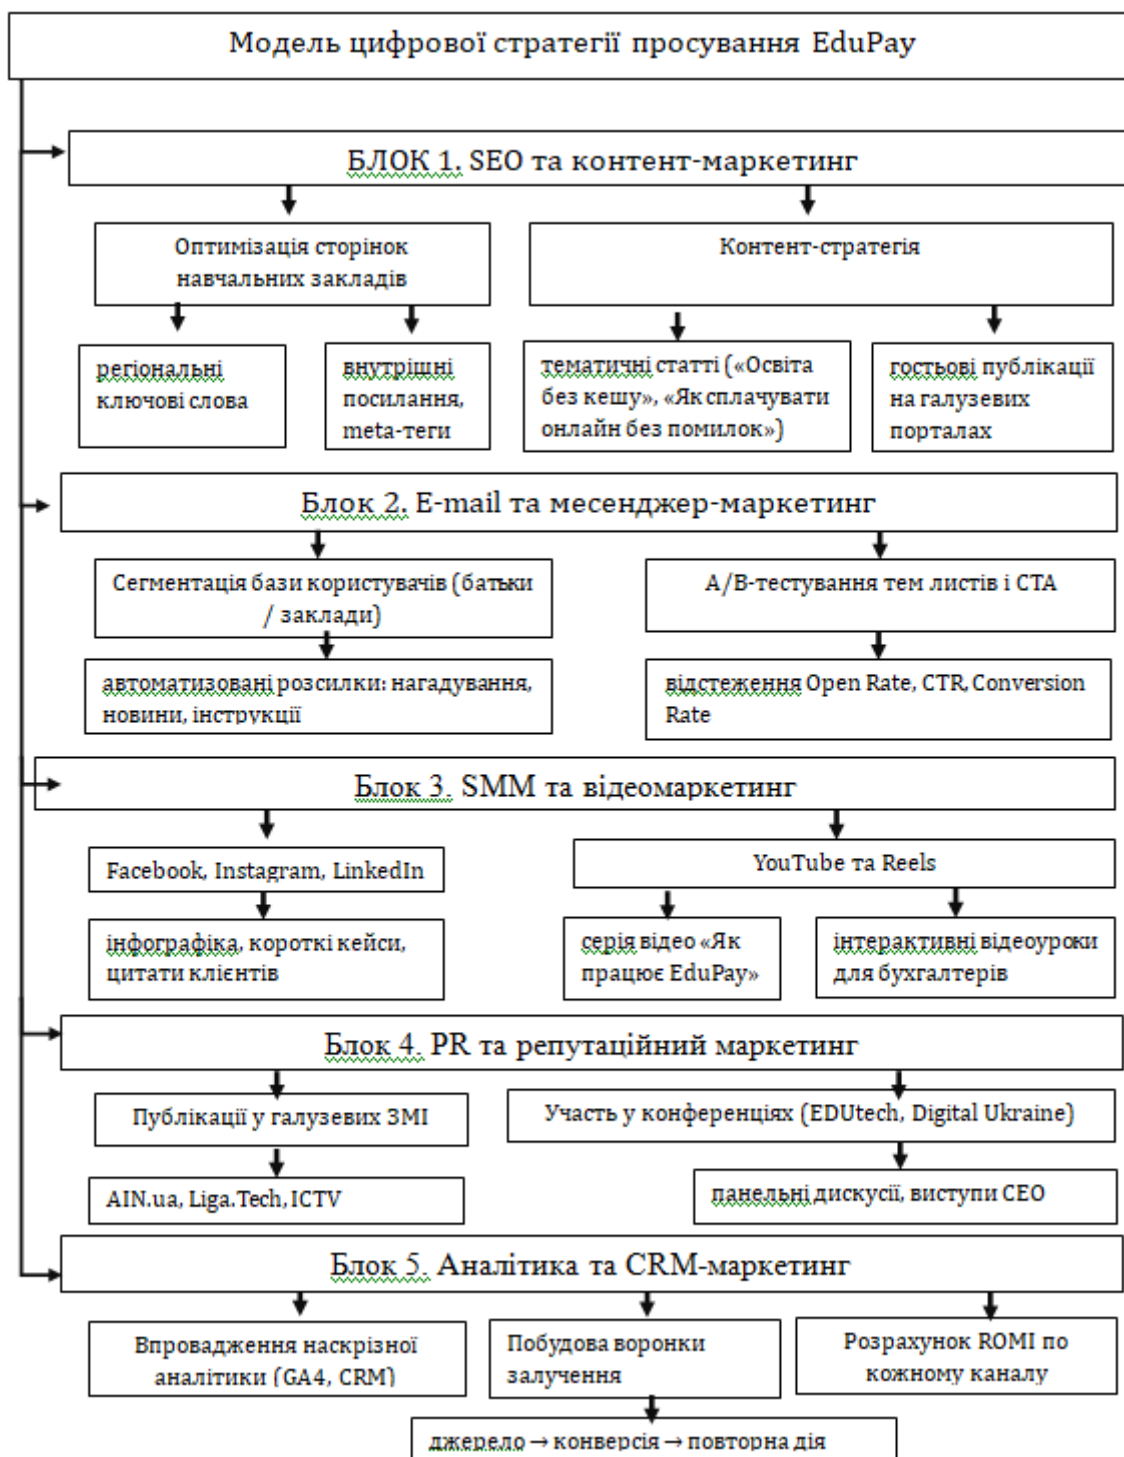 Модель цифрової стратегії просування EduPay
БЛОК 1. SEO та контент-маркетинг
Оптимізація сторінок
навчальних закладів
Контент-стратегія
регіональні
ключові слова
внутрішні
посилання,
meta-теги
тематичні статті («Освіта
без кешу», «Як сплачувати
онлайн без помилок»)
гостьові публікації
на галузевих
порталах
Блок 2. E-mail та месенджер-маркетинг
Сегментація бази користувачів (батьки
/ заклади)
A/B-тестування тем листів і CTA
автоматизовані розсилки: нагадування,
новини, інструкції
відстеження Open Rate, CTR, Conversion
Rate
Блок 3. SMM та відеомаркетинг
Facebook, Instagram, LinkedIn
YouTube та Reels
інфографіка, короткі кейси,
цитати клієнтів
серія відео «Як
працює EduPay»
інтерактивні відеоуроки
для бухгалтерів
Блок 4. PR та репутаційний маркетинг
Публікації у галузевих ЗМІ
Участь у конференціях (EDUtech, Digital Ukraine)
AIN.ua, Liga.Tech, ICTV
панельні дискусії, виступи CEO
Блок 5. Аналітика та CRM-маркетинг
Впровадження наскрізної
аналітики (GA4, CRM)
Побудова воронки
залучення
Розрахунок ROMI по
кожному каналу
джерело → конверсія → повторна дія